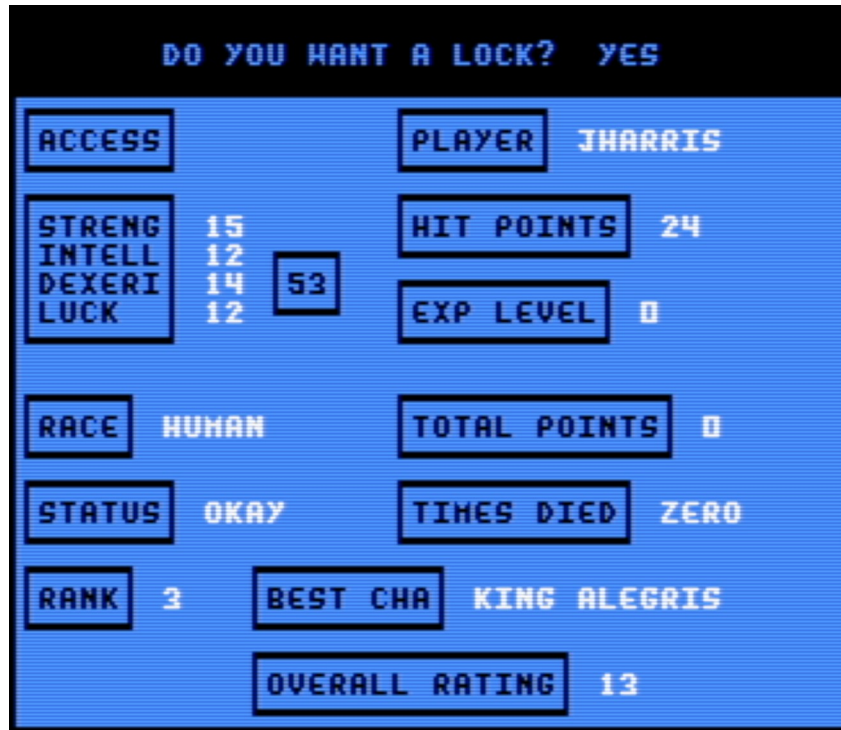 DO YOU WANT A LOCK? YES
ACCESS
PLAYER JHARRIS
STRENG 15
INTELL 12
DEXERI 14
LUCK 12
53
HIT POINTS 24
EXP LEVEL 0
RACE HUMAN
TOTAL POINTS 0
STATUS OKAY
TIMES DIED ZERO
RANK 3
BEST CHA KING ALEGRIS
OVERALL RATING 13